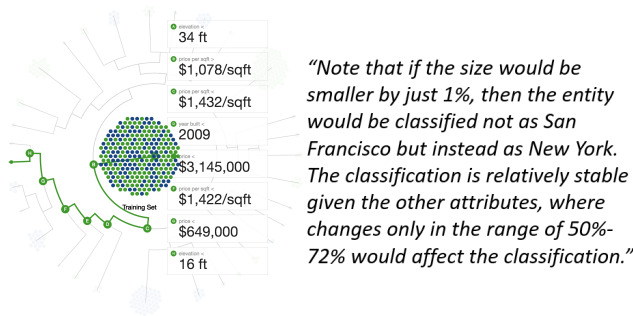 elevation <
34 ft
price per sqft <
$1,078/sqft
price per sqft <
$1,432/sqft
year built <
2009
price <
$3,145,000
price per sqft <
$1,422/sqft
price <
$649,000
elevation <
16 ft
Training Set
“Note that if the size would be
smaller by just 1%, then the entity
would be classified not as San
Francisco but instead as New York.
The classification is relatively stable
given the other attributes, where
changes only in the range of 50%-
72% would affect the classification.”